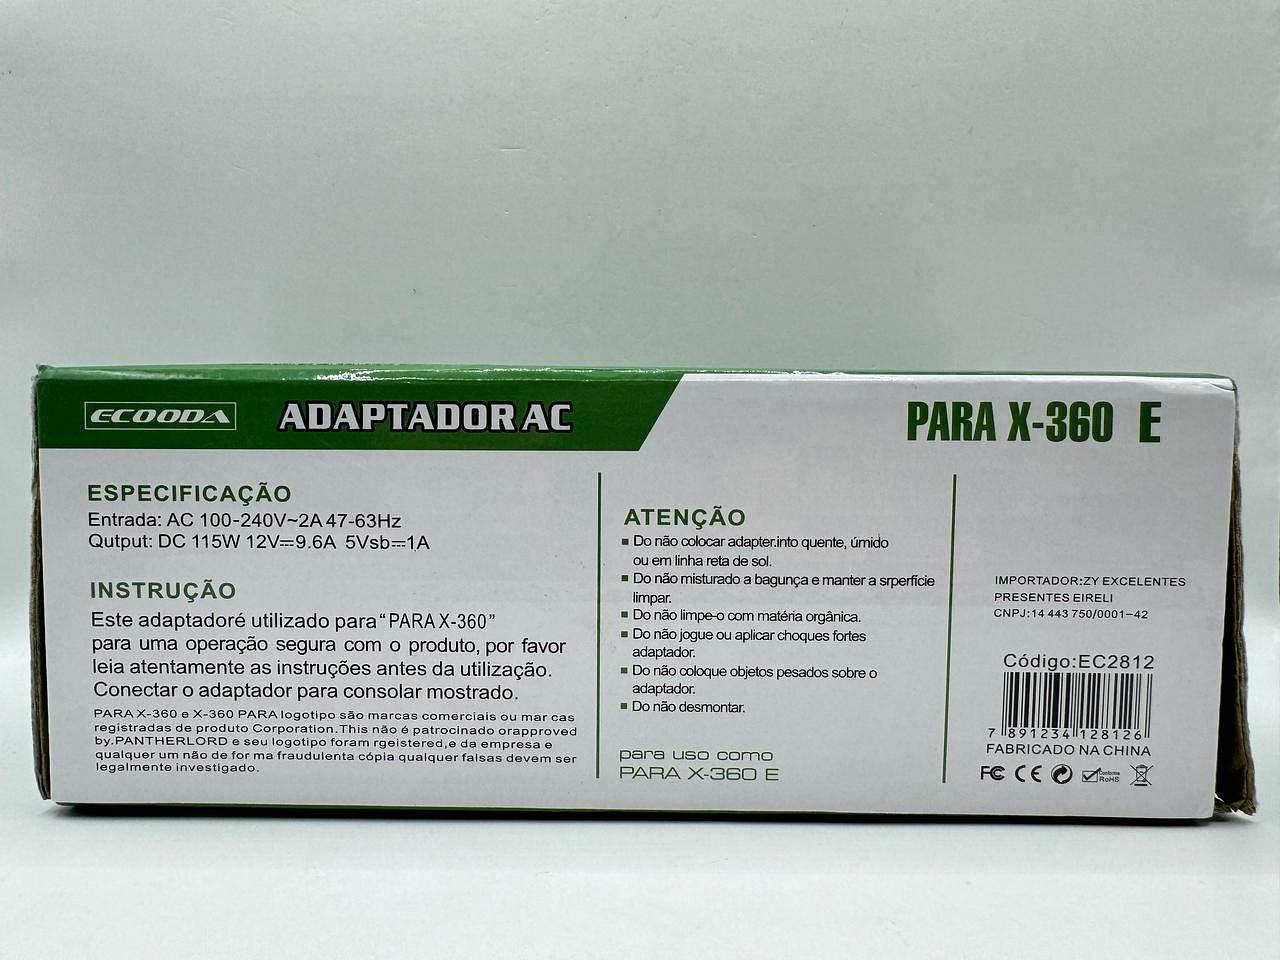 ECOODA
ADAPTADOR AC
PARA X-360 E
ESPECIFICAÇÃO
Entrada: AC 100-240V~2A 47-63Hz
Qutput: DC 115W 12V⎓9.6A 5Vsb⎓1A
INSTRUÇÃO
Este adaptadoré utilizado para “PARA X-360”
para uma operação segura com o produto, por favor
leia atentamente as instruções antes da utilização.
Conectar o adaptador para consolar mostrado.
PARA X-360 e X-360 PARA logotipo são marcas comerciais ou mar cas
registradas de produto Corporation.This não é patrocinado orapproved
by.PANTHERLORD e seu logotipo foram rgeistered,e da empresa e
qualquer um não de for ma fraudulenta cópia qualquer falsas devem ser
legalmente investigado.
ATENÇÃO
▪ Do não colocar adapter.into quente, úmido
ou em linha reta de sol.
▪ Do não misturado a bagunça e manter a srperfície
limpar.
▪ Do não limpe-o com matéria orgânica.
▪ Do não jogue ou aplicar choques fortes
adaptador.
▪ Do não coloque objetos pesados sobre o
adaptador.
▪ Do não desmontar.
para uso como
PARA X-360 E
IMPORTADOR:ZY EXCELENTES
PRESENTES EIRELI
CNPJ:14 443 750/0001-42
Código:EC2812
7 891234 128126
FABRICADO NA CHINA
FC CE Conforme RoHS